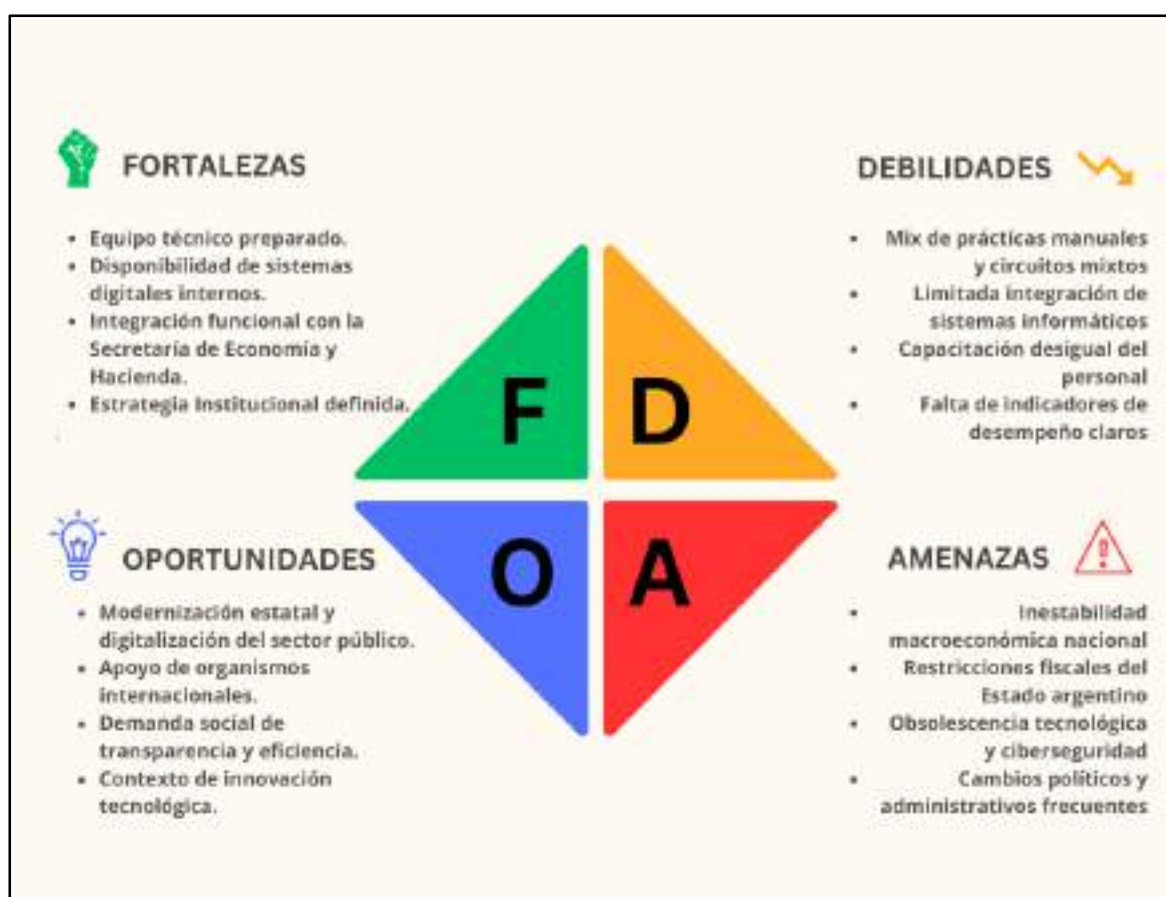 FORTALEZAS
• Equipo técnico preparado.
• Disponibilidad de sistemas
digitales internos.
• Integración funcional con la
Secretaría de Economía y
Hacienda.
• Estrategia Institucional definida.
DEBILIDADES
• Mix de prácticas manuales
y circuitos mixtos
• Limitada integración de
sistemas informáticos
• Capacitación desigual del
personal
• Falta de indicadores de
desempeño claros
F
D
O
A
OPORTUNIDADES
• Modernización estatal y
digitalización del sector público.
• Apoyo de organismos
internacionales.
• Demanda social de
transparencia y eficiencia.
• Contexto de innovación
tecnológica.
AMENAZAS
• Inestabilidad
macroeconómica nacional
• Restricciones fiscales del
Estado argentino
• Obsolescencia tecnológica
y ciberseguridad
• Cambios políticos y
administrativos frecuentes